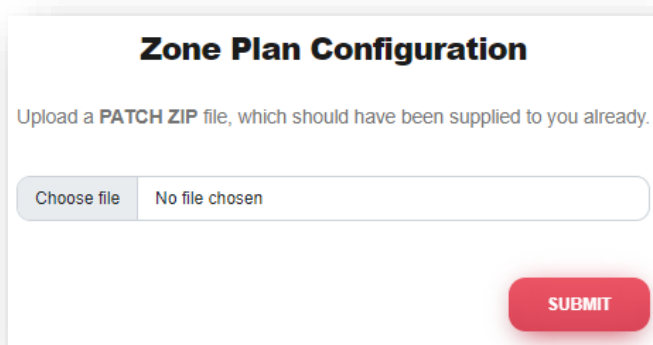 Zone Plan Configuration
Upload a PATCH ZIP file, which should have been supplied to you already.
Choose file No file chosen
SUBMIT